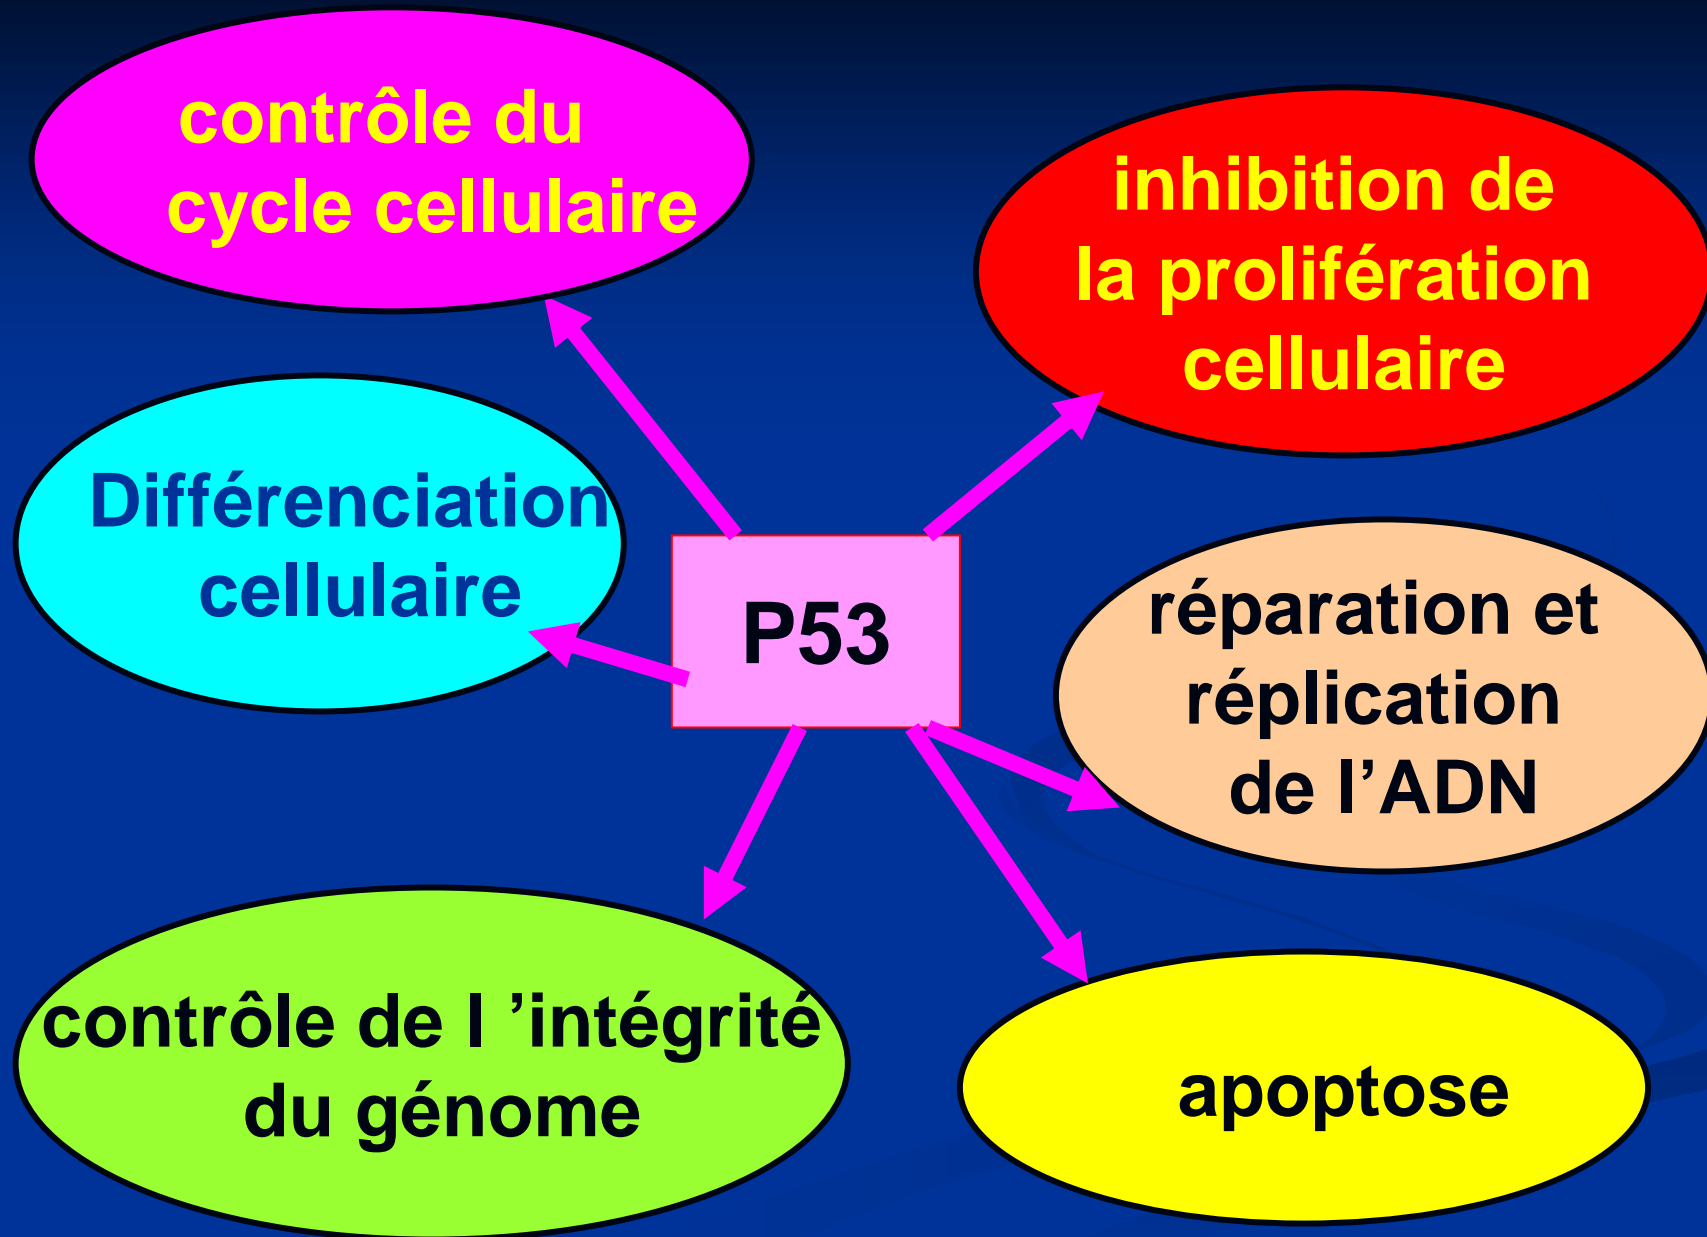 contrôle du
cycle cellulaire
inhibition de
la prolifération
cellulaire
Différenciation
cellulaire
P53
réparation et
réplication
de l’ADN
contrôle de l ’intégrité
du génome
apoptose